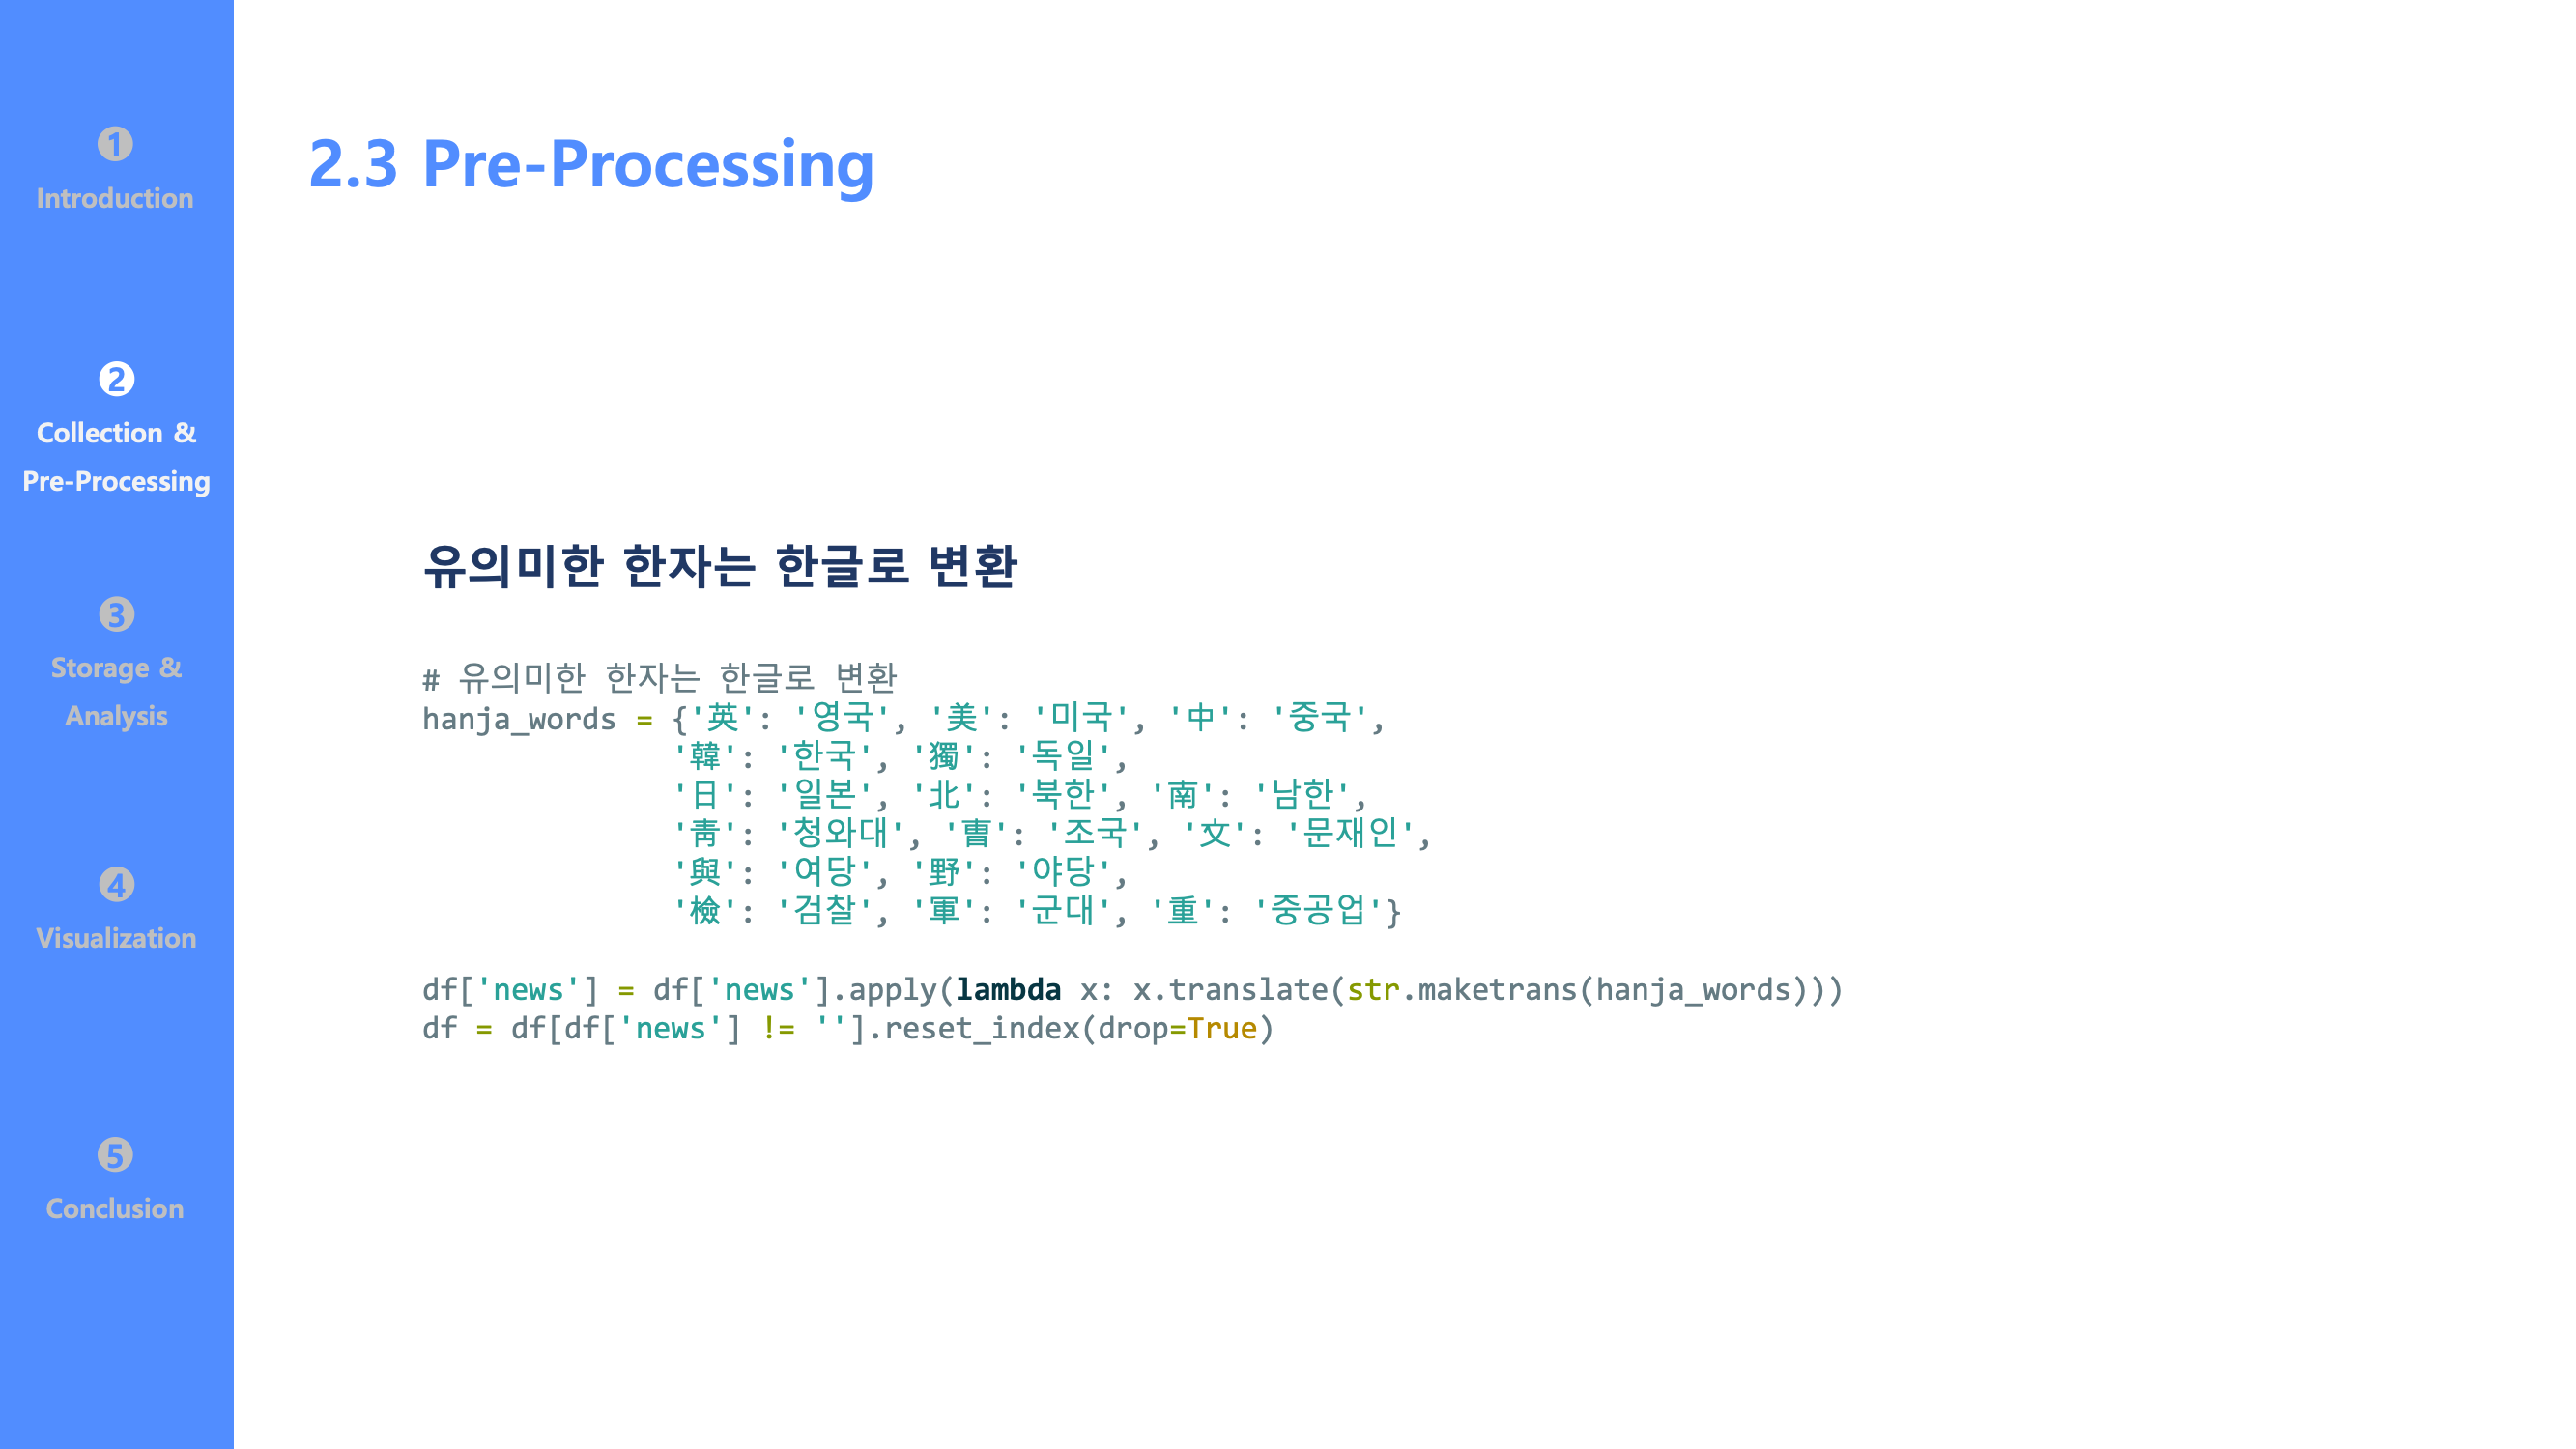 ❶
Introduction
❷
Collection &
Pre-Processing
❸
Storage &
Analysis
❹
Visualization
❺
Conclusion
2.3 Pre-Processing
유의미한 한자는 한글로 변환
# 유의미한 한자는 한글로 변환
hanja_words = {'英': '영국', '美': '미국', '中': '중국',
'韓': '한국', '獨': '독일',
'日': '일본', '北': '북한', '南': '남한',
'靑': '청와대', '曺': '조국', '文': '문재인',
'與': '여당', '野': '야당',
'檢': '검찰', '軍': '군대', '重': '중공업'}
df['news'] = df['news'].apply(lambda x: x.translate(str.maketrans(hanja_words)))
df = df[df['news'] != ''].reset_index(drop=True)